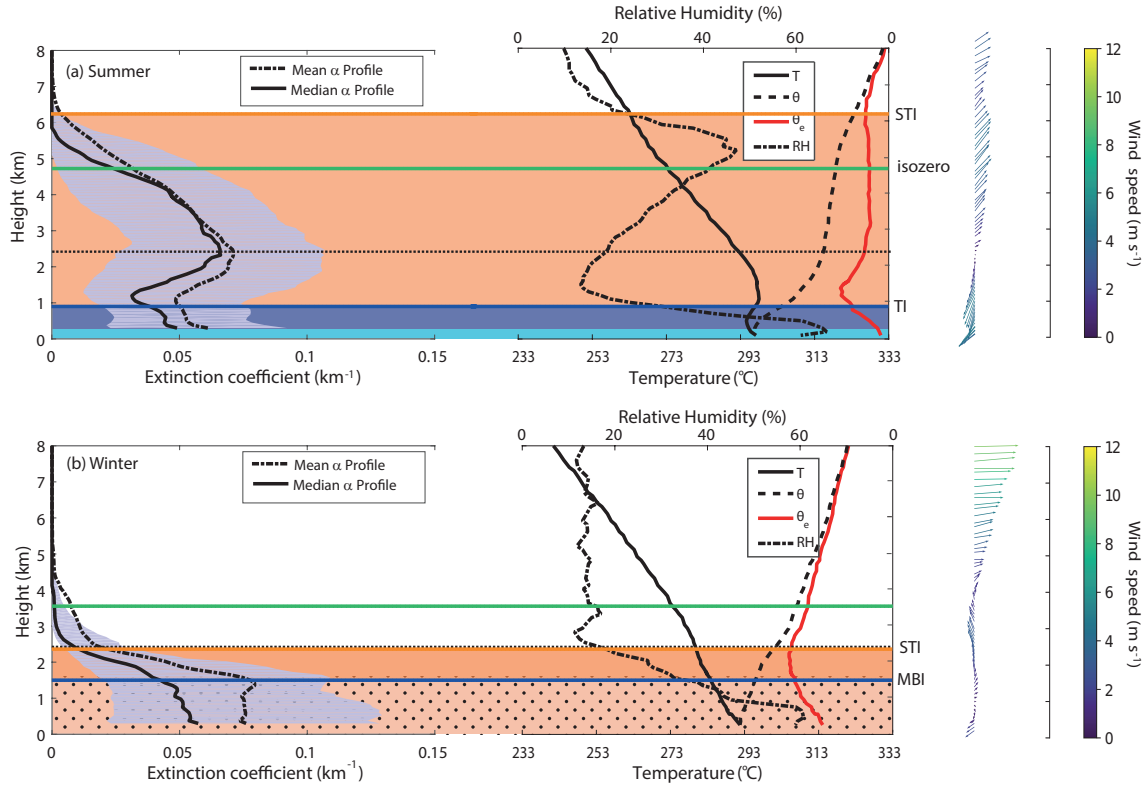 Relative Humidity (%)
0 20 40 60 80 0
8
7
6
5
4
3
2
1
0
Height (km)
(a) Summer
Mean α Profile
Median α Profile
T
θ
θe
RH
STI
isozero
TI
0 0.05 0.1 0.15
233 253 273 293 313 333
Extinction coefficient (km-1)
Temperature (℃)
12
10
8
6
4
2
0
Wind speed (m s-1)
Relative Humidity (%)
0 20 40 60 80 0
8
7
6
5
4
3
2
1
0
Height (km)
(b) Winter
Mean α Profile
Median α Profile
T
θ
θe
RH
STI
MBI
0 0.05 0.1 0.15
233 253 273 293 313 333
Extinction coefficient (km-1)
Temperature (℃)
12
10
8
6
4
2
0
Wind speed (m s-1)